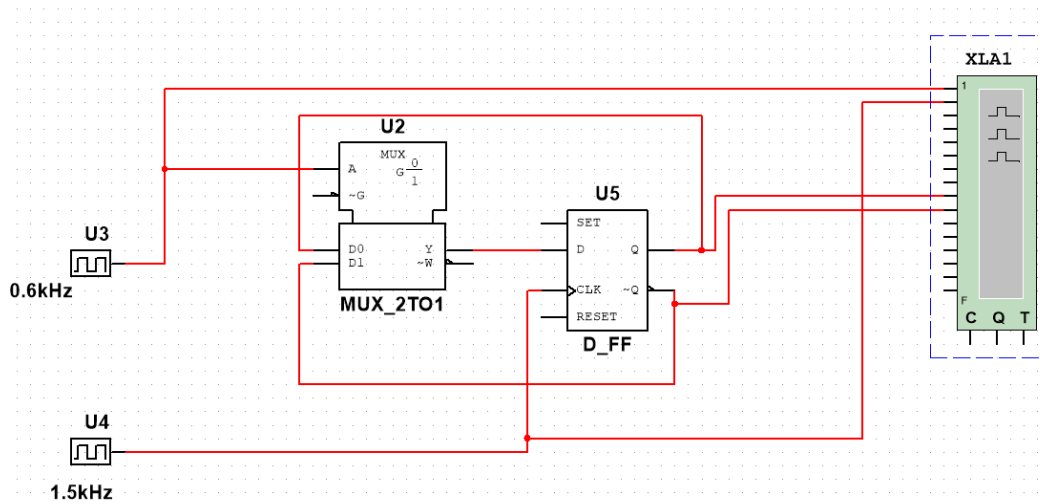 XLA1
1
F
C Q T
U2
MUX
G 0
1
A
~G
D0 Y
D1 ~W
MUX_2TO1
U5
SET
D Q
CLK ~Q
RESET
D_FF
U3
0.6kHz
U4
1.5kHz